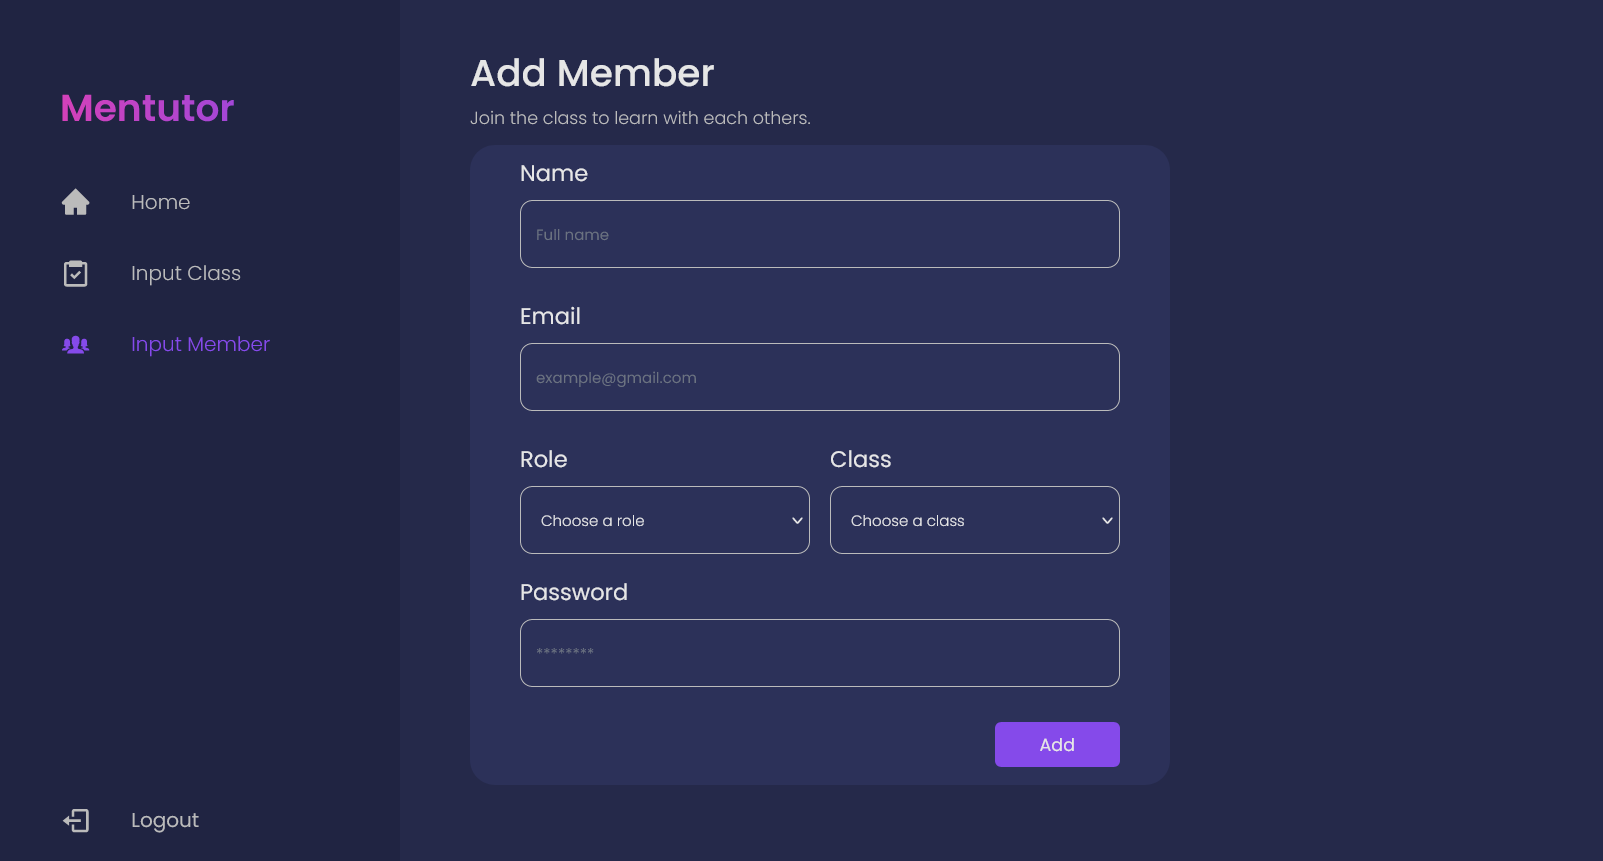 Mentutor
Home
Input Class
Input Member
Logout
Add Member
Join the class to learn with each others.
Name
Full name
Email
example@gmail.com
Role
Class
Choose a role
Choose a class
Password
********
Add